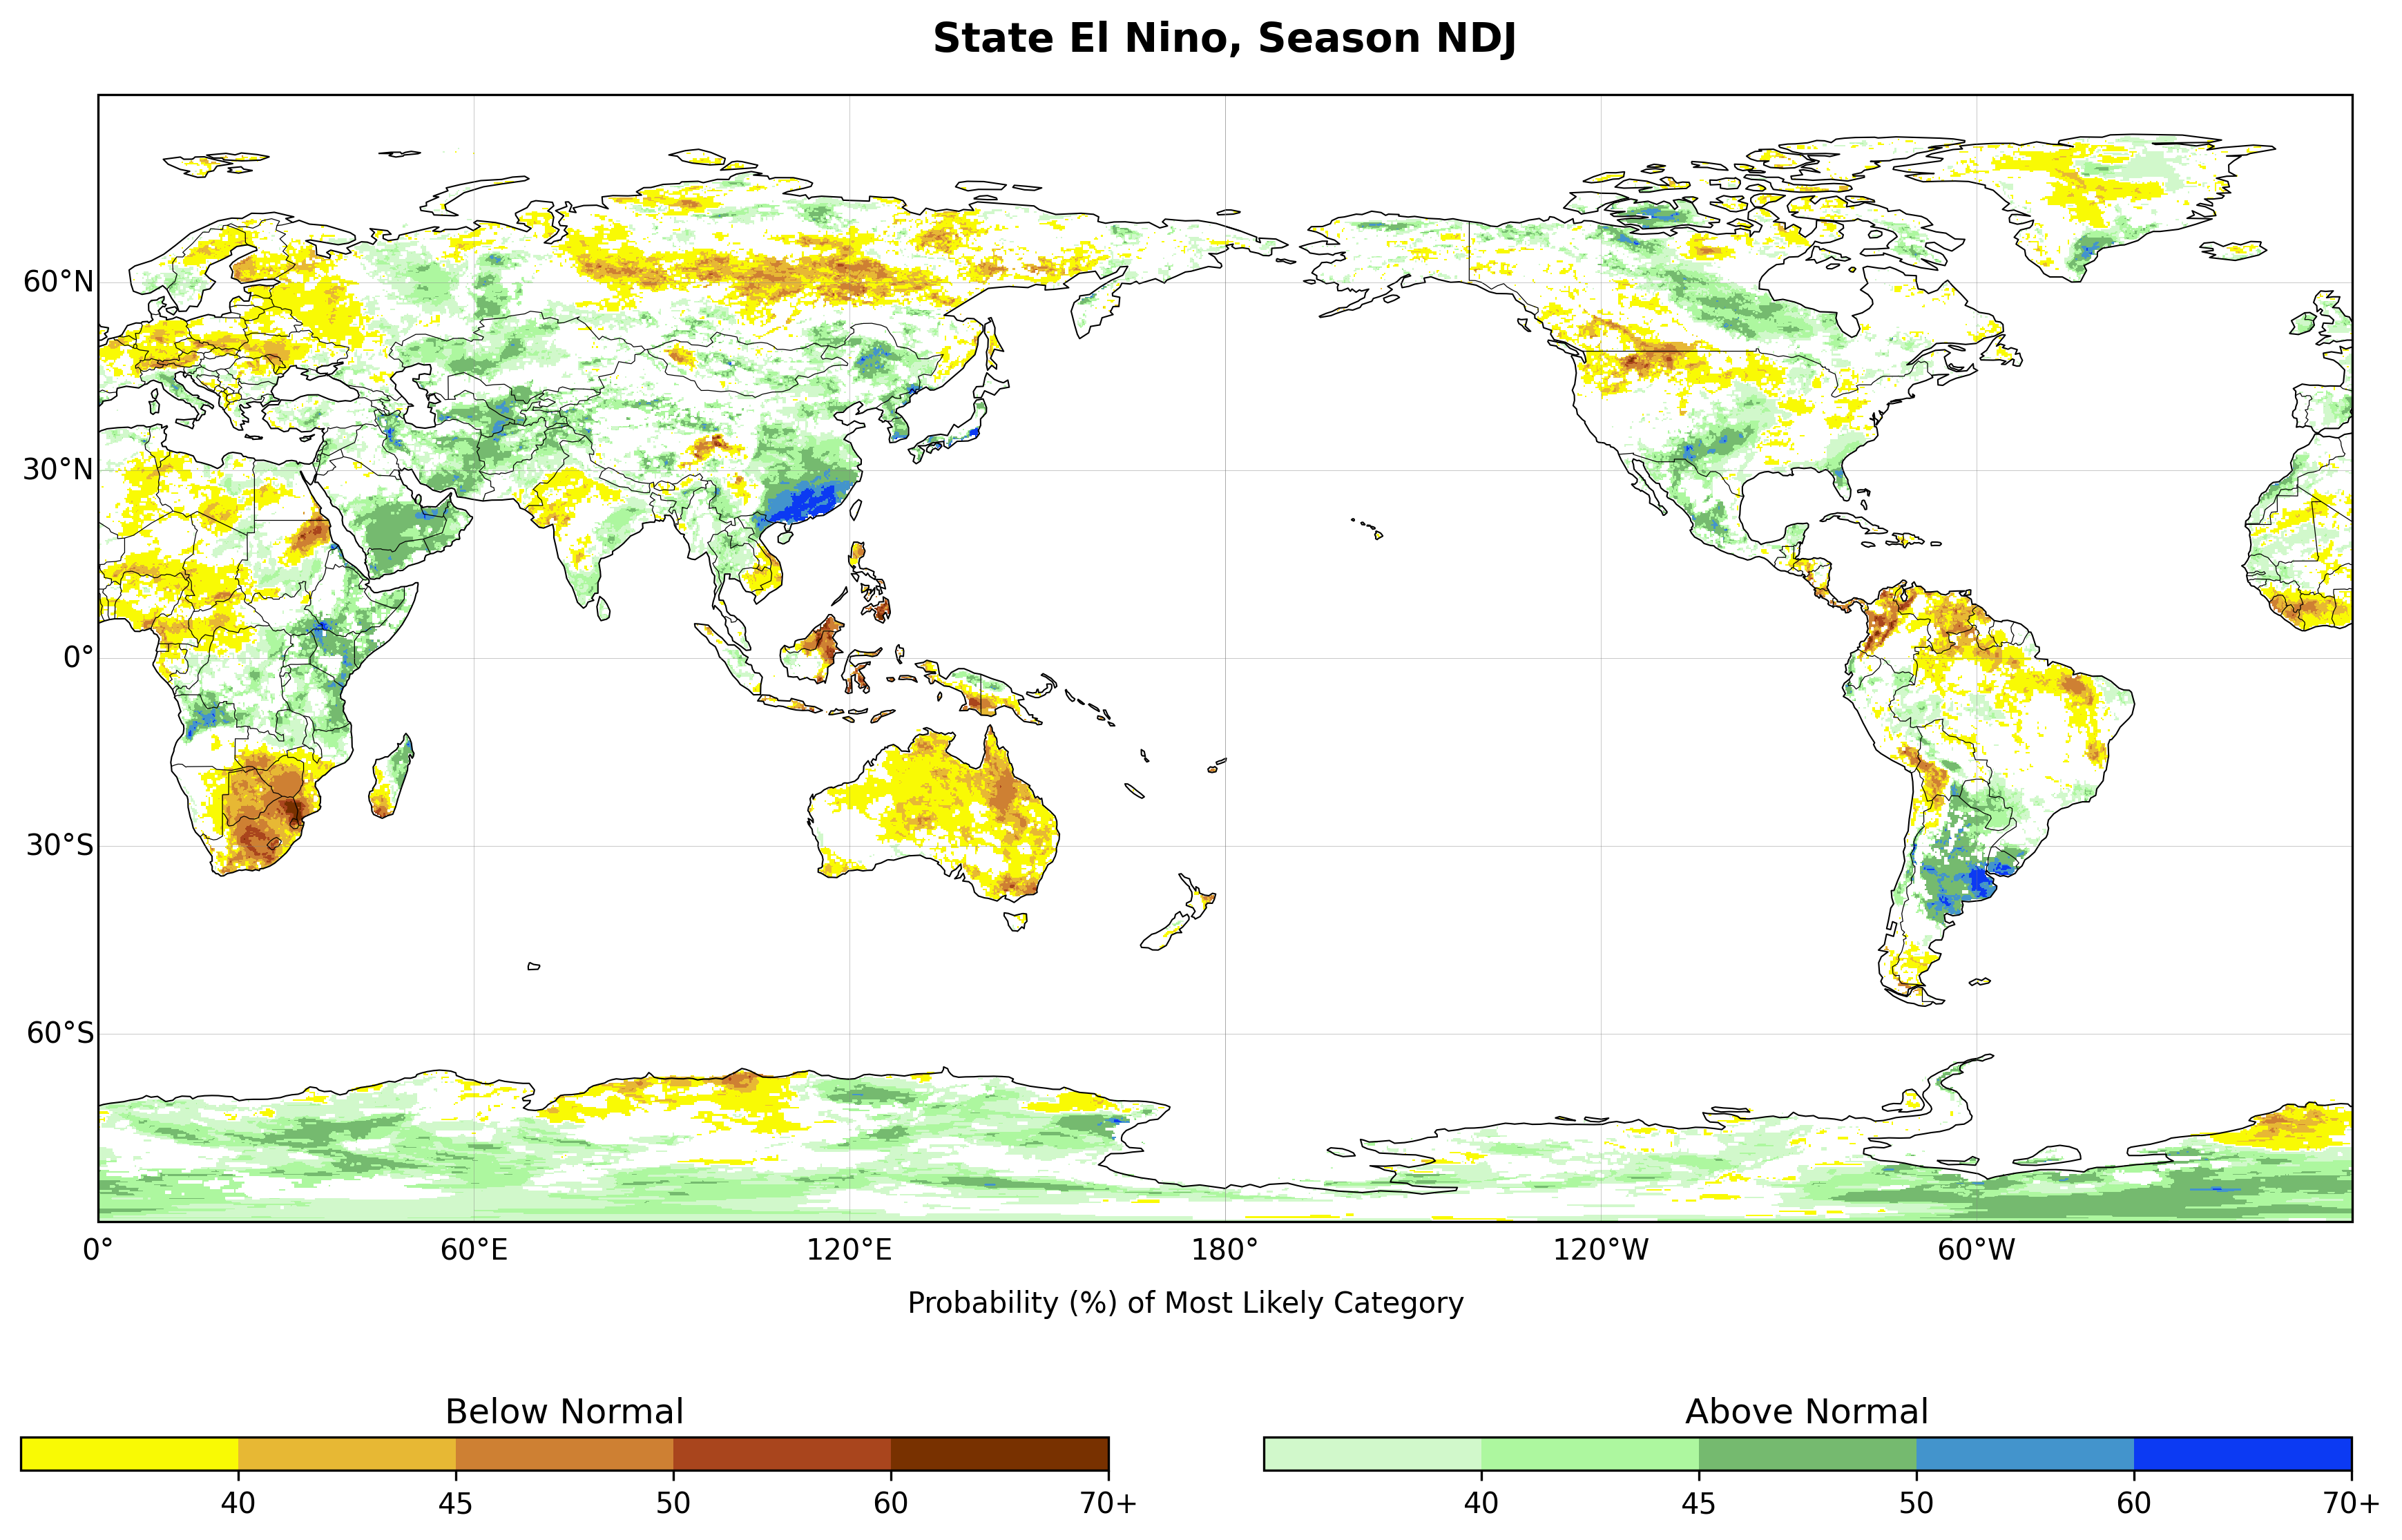 State El Nino, Season NDJ
60°N
30°N
0°
30°S
60°S
0° 60°E 120°E 180° 120°W 60°W
Probability (%) of Most Likely Category
Below Normal Above Normal
40 45 50 60 70+ 40 45 50 60 70+